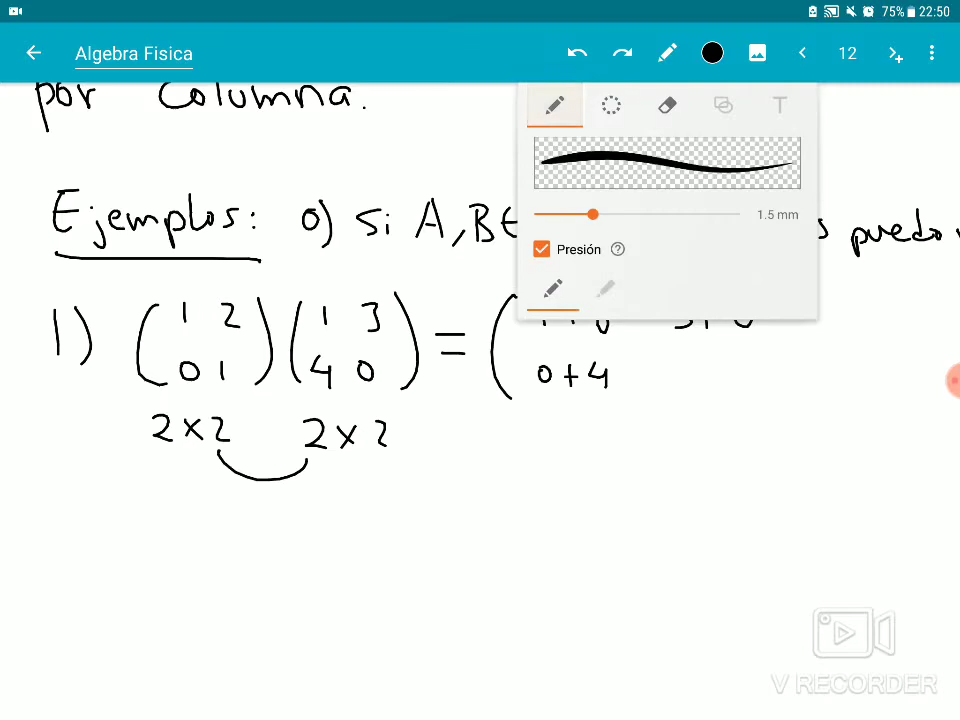 75% 22:50
Algebra Fisica 12
por Columna.
1.5 mm
Presión ?
Ejemplos: 0) si A, B puedo
1) (1 2 (1 3 = (
0 1) 4 0) 0 + 4
2 x 2 2 x 2
V RECORDER